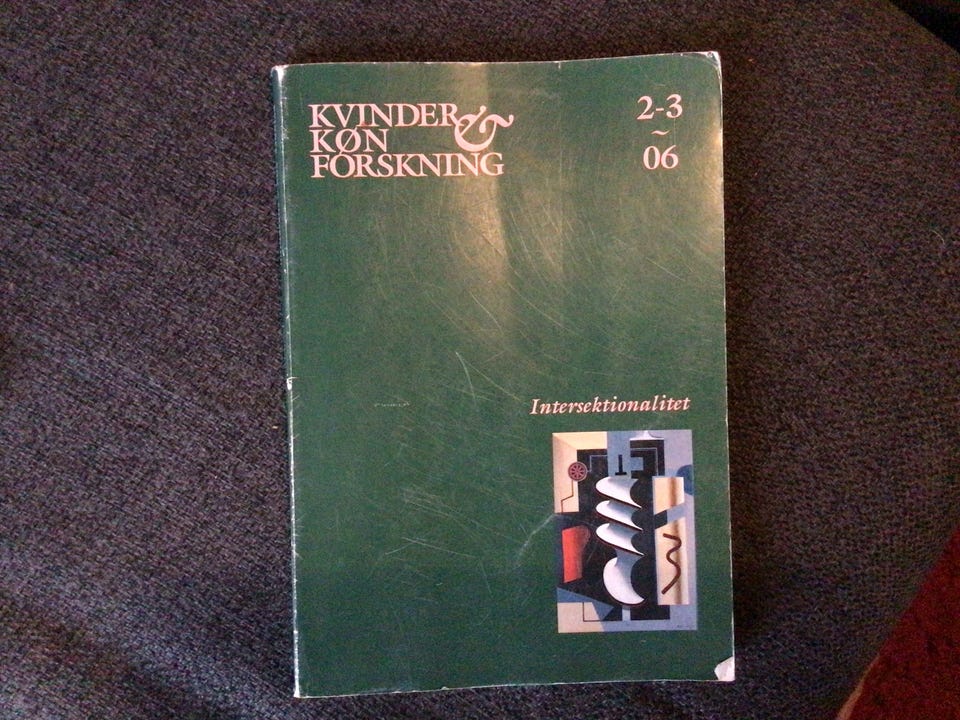 KVINDER &
KØN
FORSKNING
2-3
~
06
Intersektionalitet